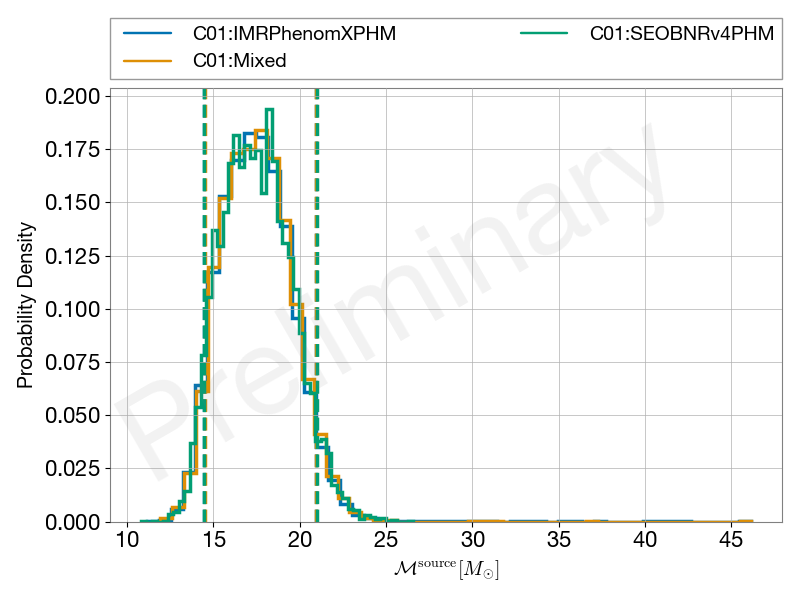 C01:IMRPhenomXPHM C01:SEOBNRv4PHM
C01:Mixed
0.200
0.175
0.150
0.125
0.100
0.075
0.050
0.025
0.000
Probability Density
Preliminary
10 15 20 25 30 35 40 45
ℳ^source [M_⊙]